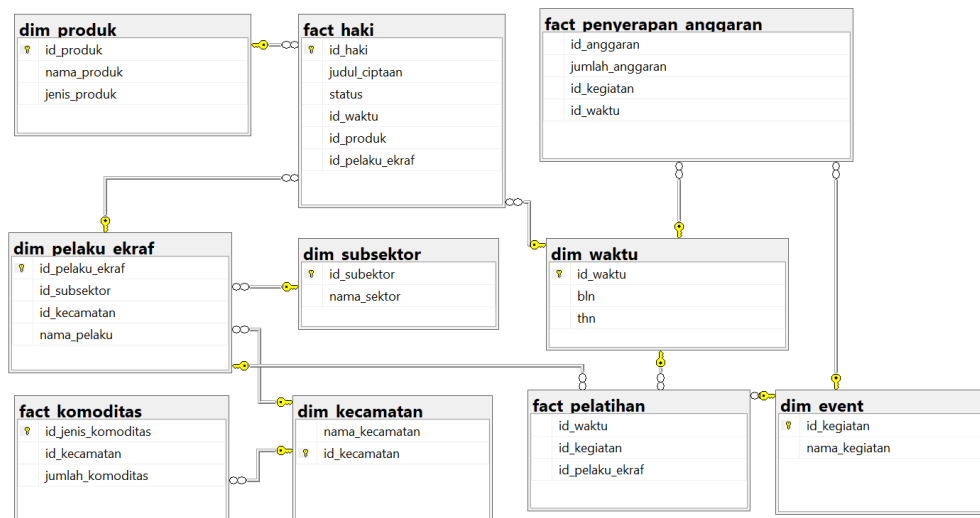 dim_produk
id_produk
nama_produk
jenis_produk
fact_haki
id_haki
judul_ciptaan
status
id_waktu
id_produk
id_pelaku_ekraf
fact_penyerapan_anggaran
id_anggaran
jumlah_anggaran
id_kegiatan
id_waktu
dim_pelaku_ekraf
id_pelaku_ekraf
id_subsektor
id_kecamatan
nama_pelaku
dim_subsektor
id_subektor
nama_sektor
dim_waktu
id_waktu
bln
thn
fact_komoditas
id_jenis_komoditas
id_kecamatan
jumlah_komoditas
dim_kecamatan
nama_kecamatan
id_kecamatan
fact_pelatihan
id_waktu
id_kegiatan
id_pelaku_ekraf
dim_event
id_kegiatan
nama_kegiatan